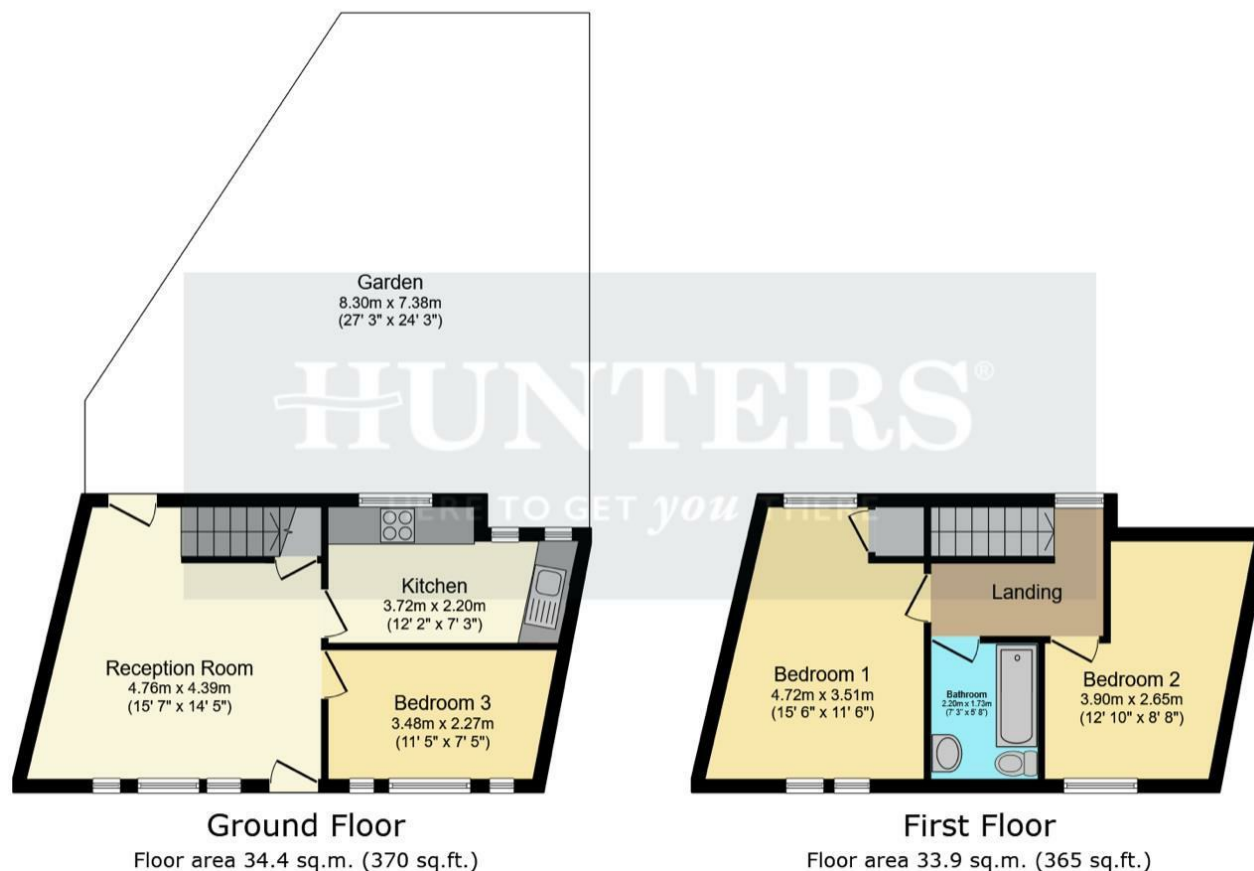 Garden
8.30m x 7.38m
(27' 3" x 24' 3")
HUNTERS®
HERE TO GET you THERE
Kitchen
3.72m x 2.20m
(12' 2" x 7' 3")
Reception Room
4.76m x 4.39m
(15' 7" x 14' 5")
Bedroom 3
3.48m x 2.27m
(11' 5" x 7' 5")
Ground Floor
Floor area 34.4 sq.m. (370 sq.ft.)
Landing
Bedroom 1
4.72m x 3.51m
(15' 6" x 11' 6")
Bathroom
2.20m x 1.73m
(7' 3" x 5' 8")
Bedroom 2
3.90m x 2.65m
(12' 10" x 8' 8")
First Floor
Floor area 33.9 sq.m. (365 sq.ft.)